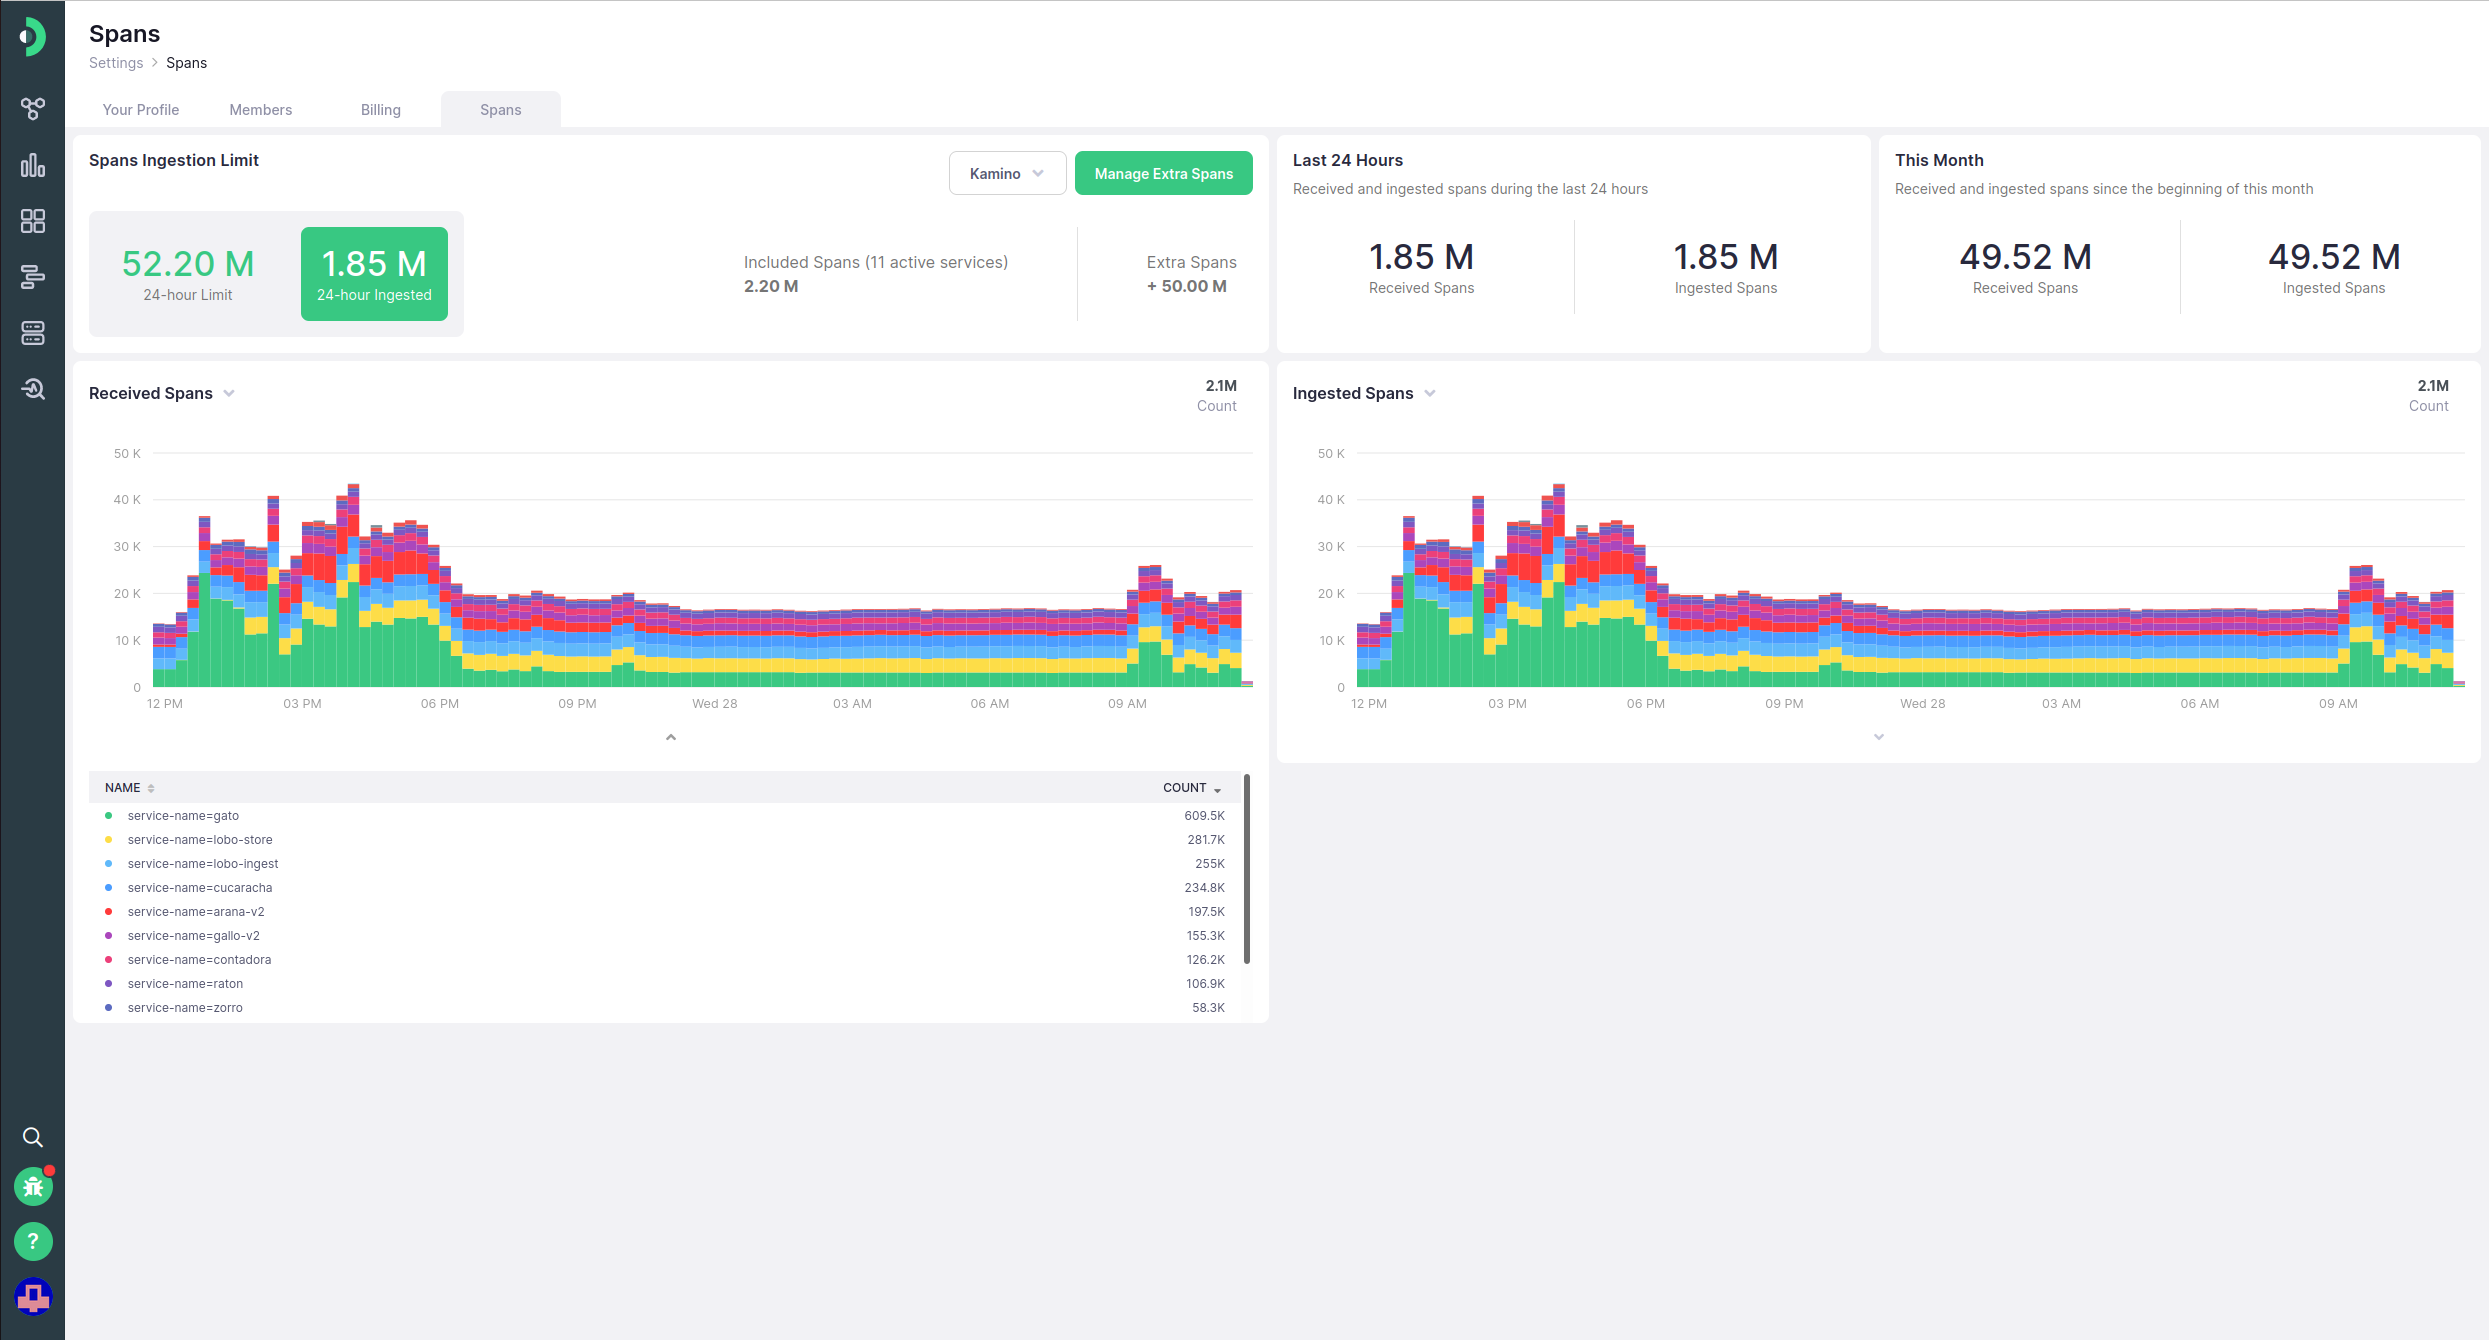 Spans
Settings > Spans
Your Profile Members Billing Spans
Spans Ingestion Limit
Kamino
Manage Extra Spans
52.20 M
24-hour Limit
1.85 M
24-hour Ingested
Included Spans (11 active services)
2.20 M
Extra Spans
+ 50.00 M
Last 24 Hours
Received and ingested spans during the last 24 hours
1.85 M
Received Spans
1.85 M
Ingested Spans
This Month
Received and ingested spans since the beginning of this month
49.52 M
Received Spans
49.52 M
Ingested Spans
Received Spans
2.1M
Count
50 K
40 K
30 K
20 K
10 K
0
12 PM 03 PM 06 PM 09 PM Wed 28 03 AM 06 AM 09 AM
NAME COUNT
service-name=gato 609.5K
service-name=lobo-store 281.7K
service-name=lobo-ingest 255K
service-name=cucaracha 234.8K
service-name=arana-v2 197.5K
service-name=gallo-v2 155.3K
service-name=contadora 126.2K
service-name=raton 106.9K
service-name=zorro 58.3K
Ingested Spans
2.1M
Count
50 K
40 K
30 K
20 K
10 K
0
12 PM 03 PM 06 PM 09 PM Wed 28 03 AM 06 AM 09 AM
?